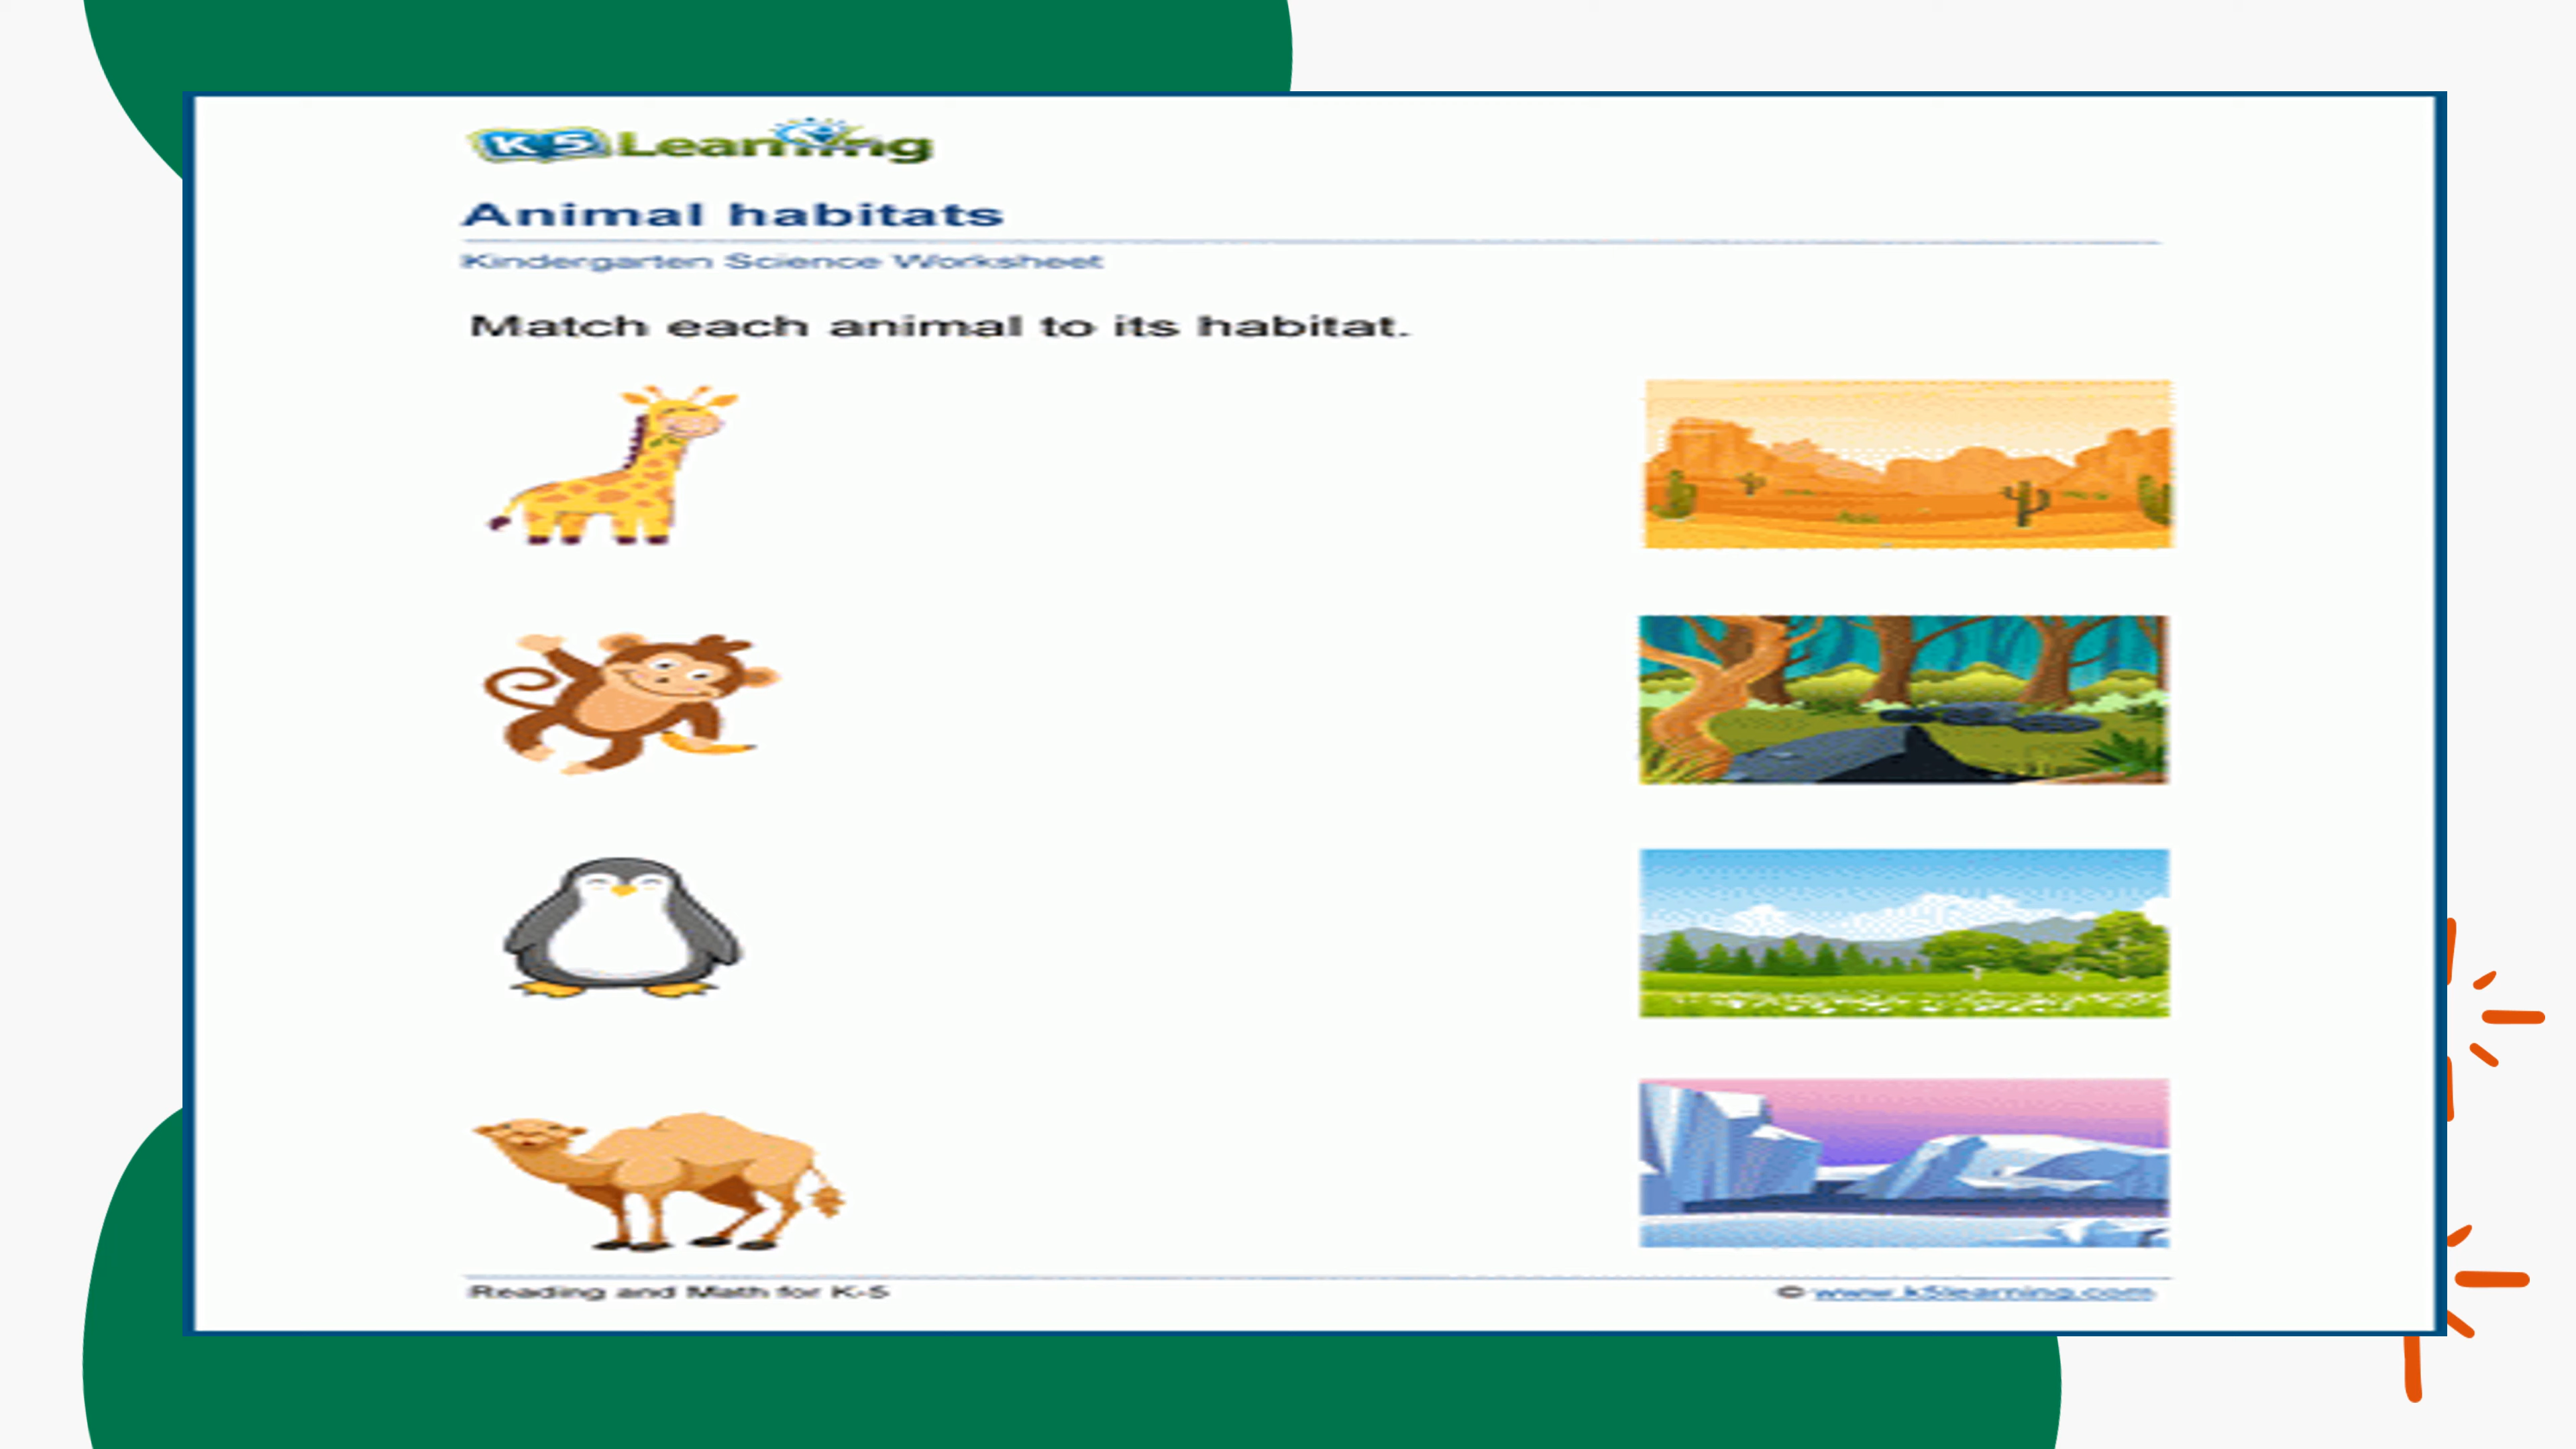 K5 Learning
Animal habitats
Kindergarten Science Worksheet
Match each animal to its habitat.
Reading and Math for K-5
© www.k5learning.com